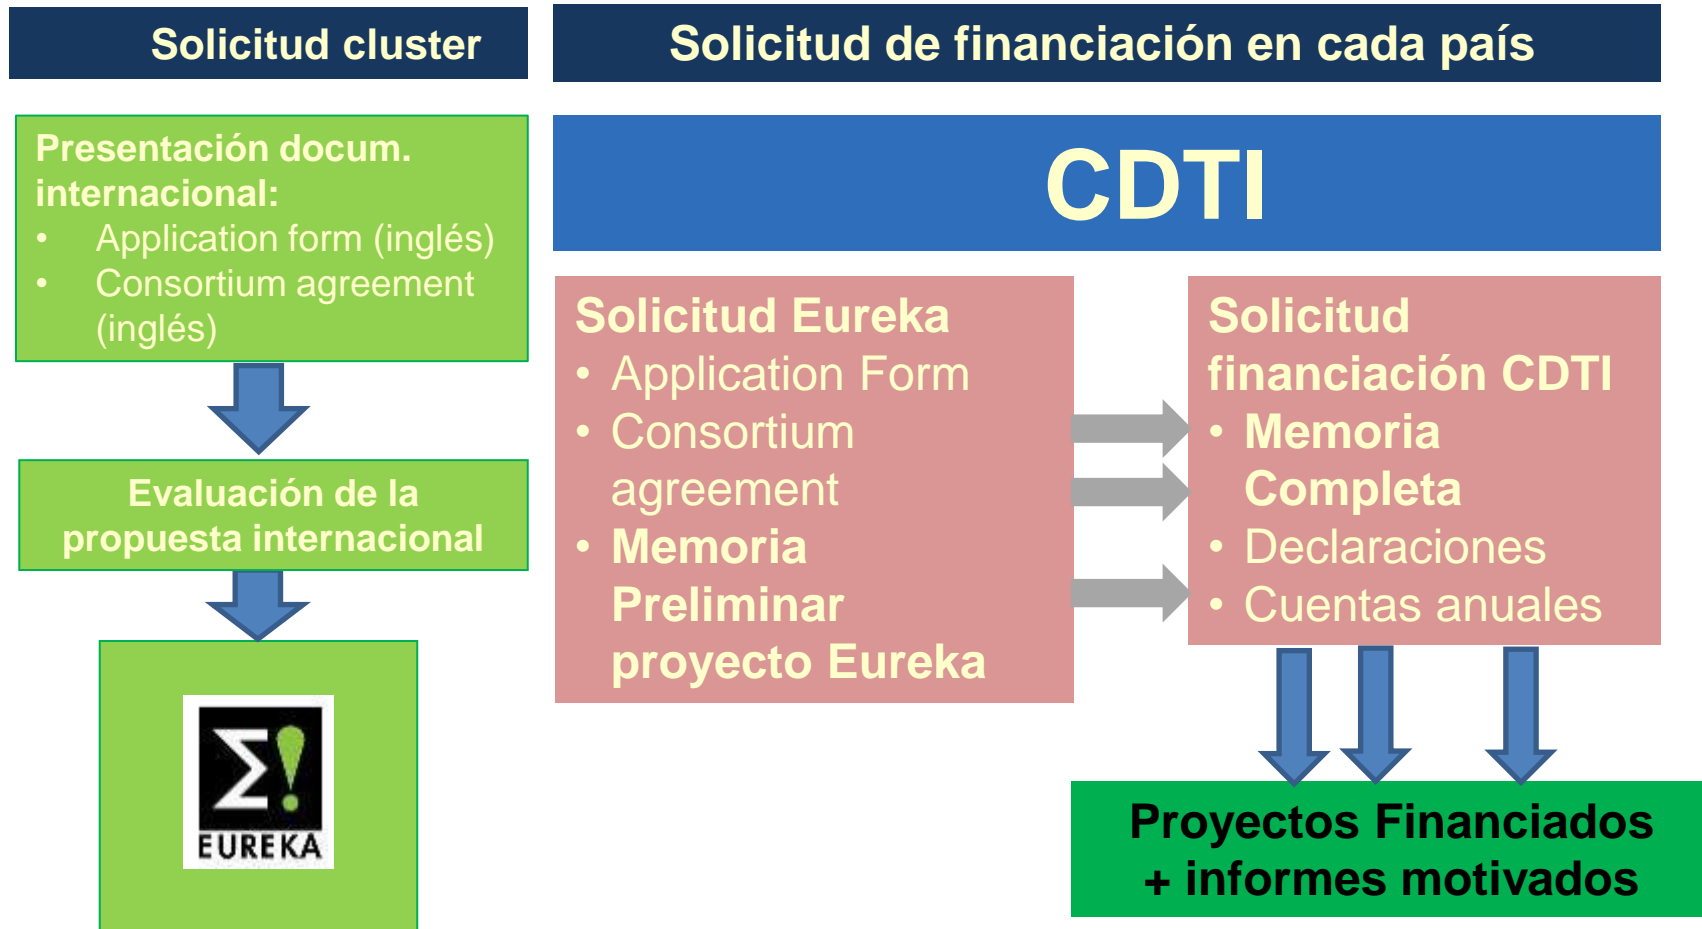 Solicitud cluster
Solicitud de financiación en cada país
Presentación docum.
internacional:
• Application form (inglés)
• Consortium agreement
(inglés)
Evaluación de la
propuesta internacional
Σ!
EUREKA
CDTI
Solicitud Eureka
• Application Form
• Consortium
agreement
• Memoria
Preliminar
proyecto Eureka
Solicitud
financiación CDTI
• Memoria
Completa
• Declaraciones
• Cuentas anuales
Proyectos Financiados
+ informes motivados